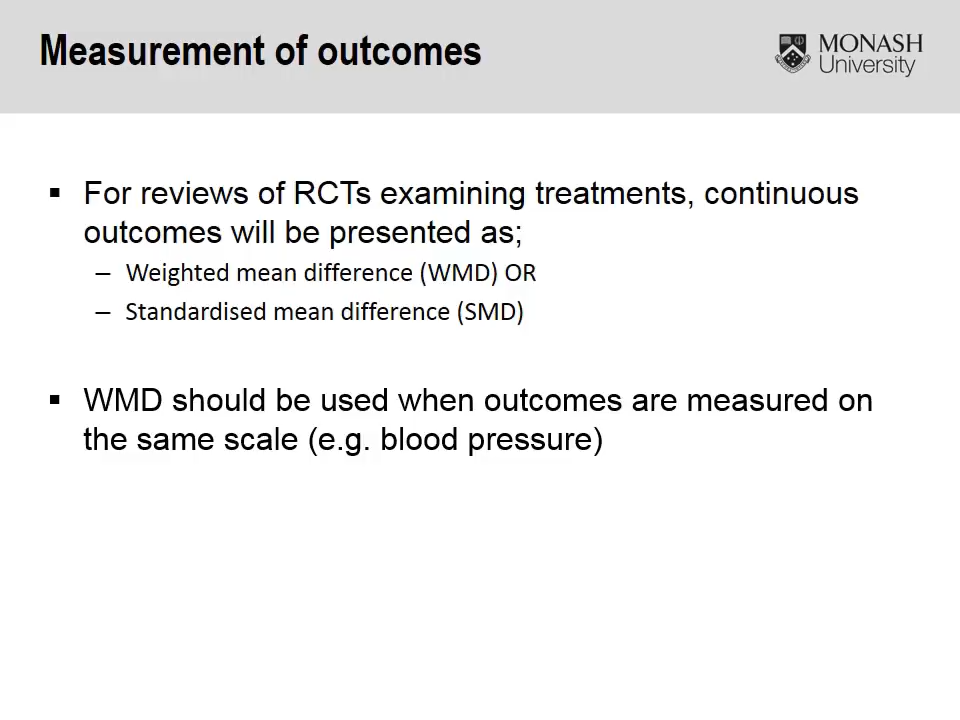 Measurement of outcomes
MONASH
University
▪ For reviews of RCTs examining treatments, continuous
outcomes will be presented as;
– Weighted mean difference (WMD) OR
– Standardised mean difference (SMD)
▪ WMD should be used when outcomes are measured on
the same scale (e.g. blood pressure)